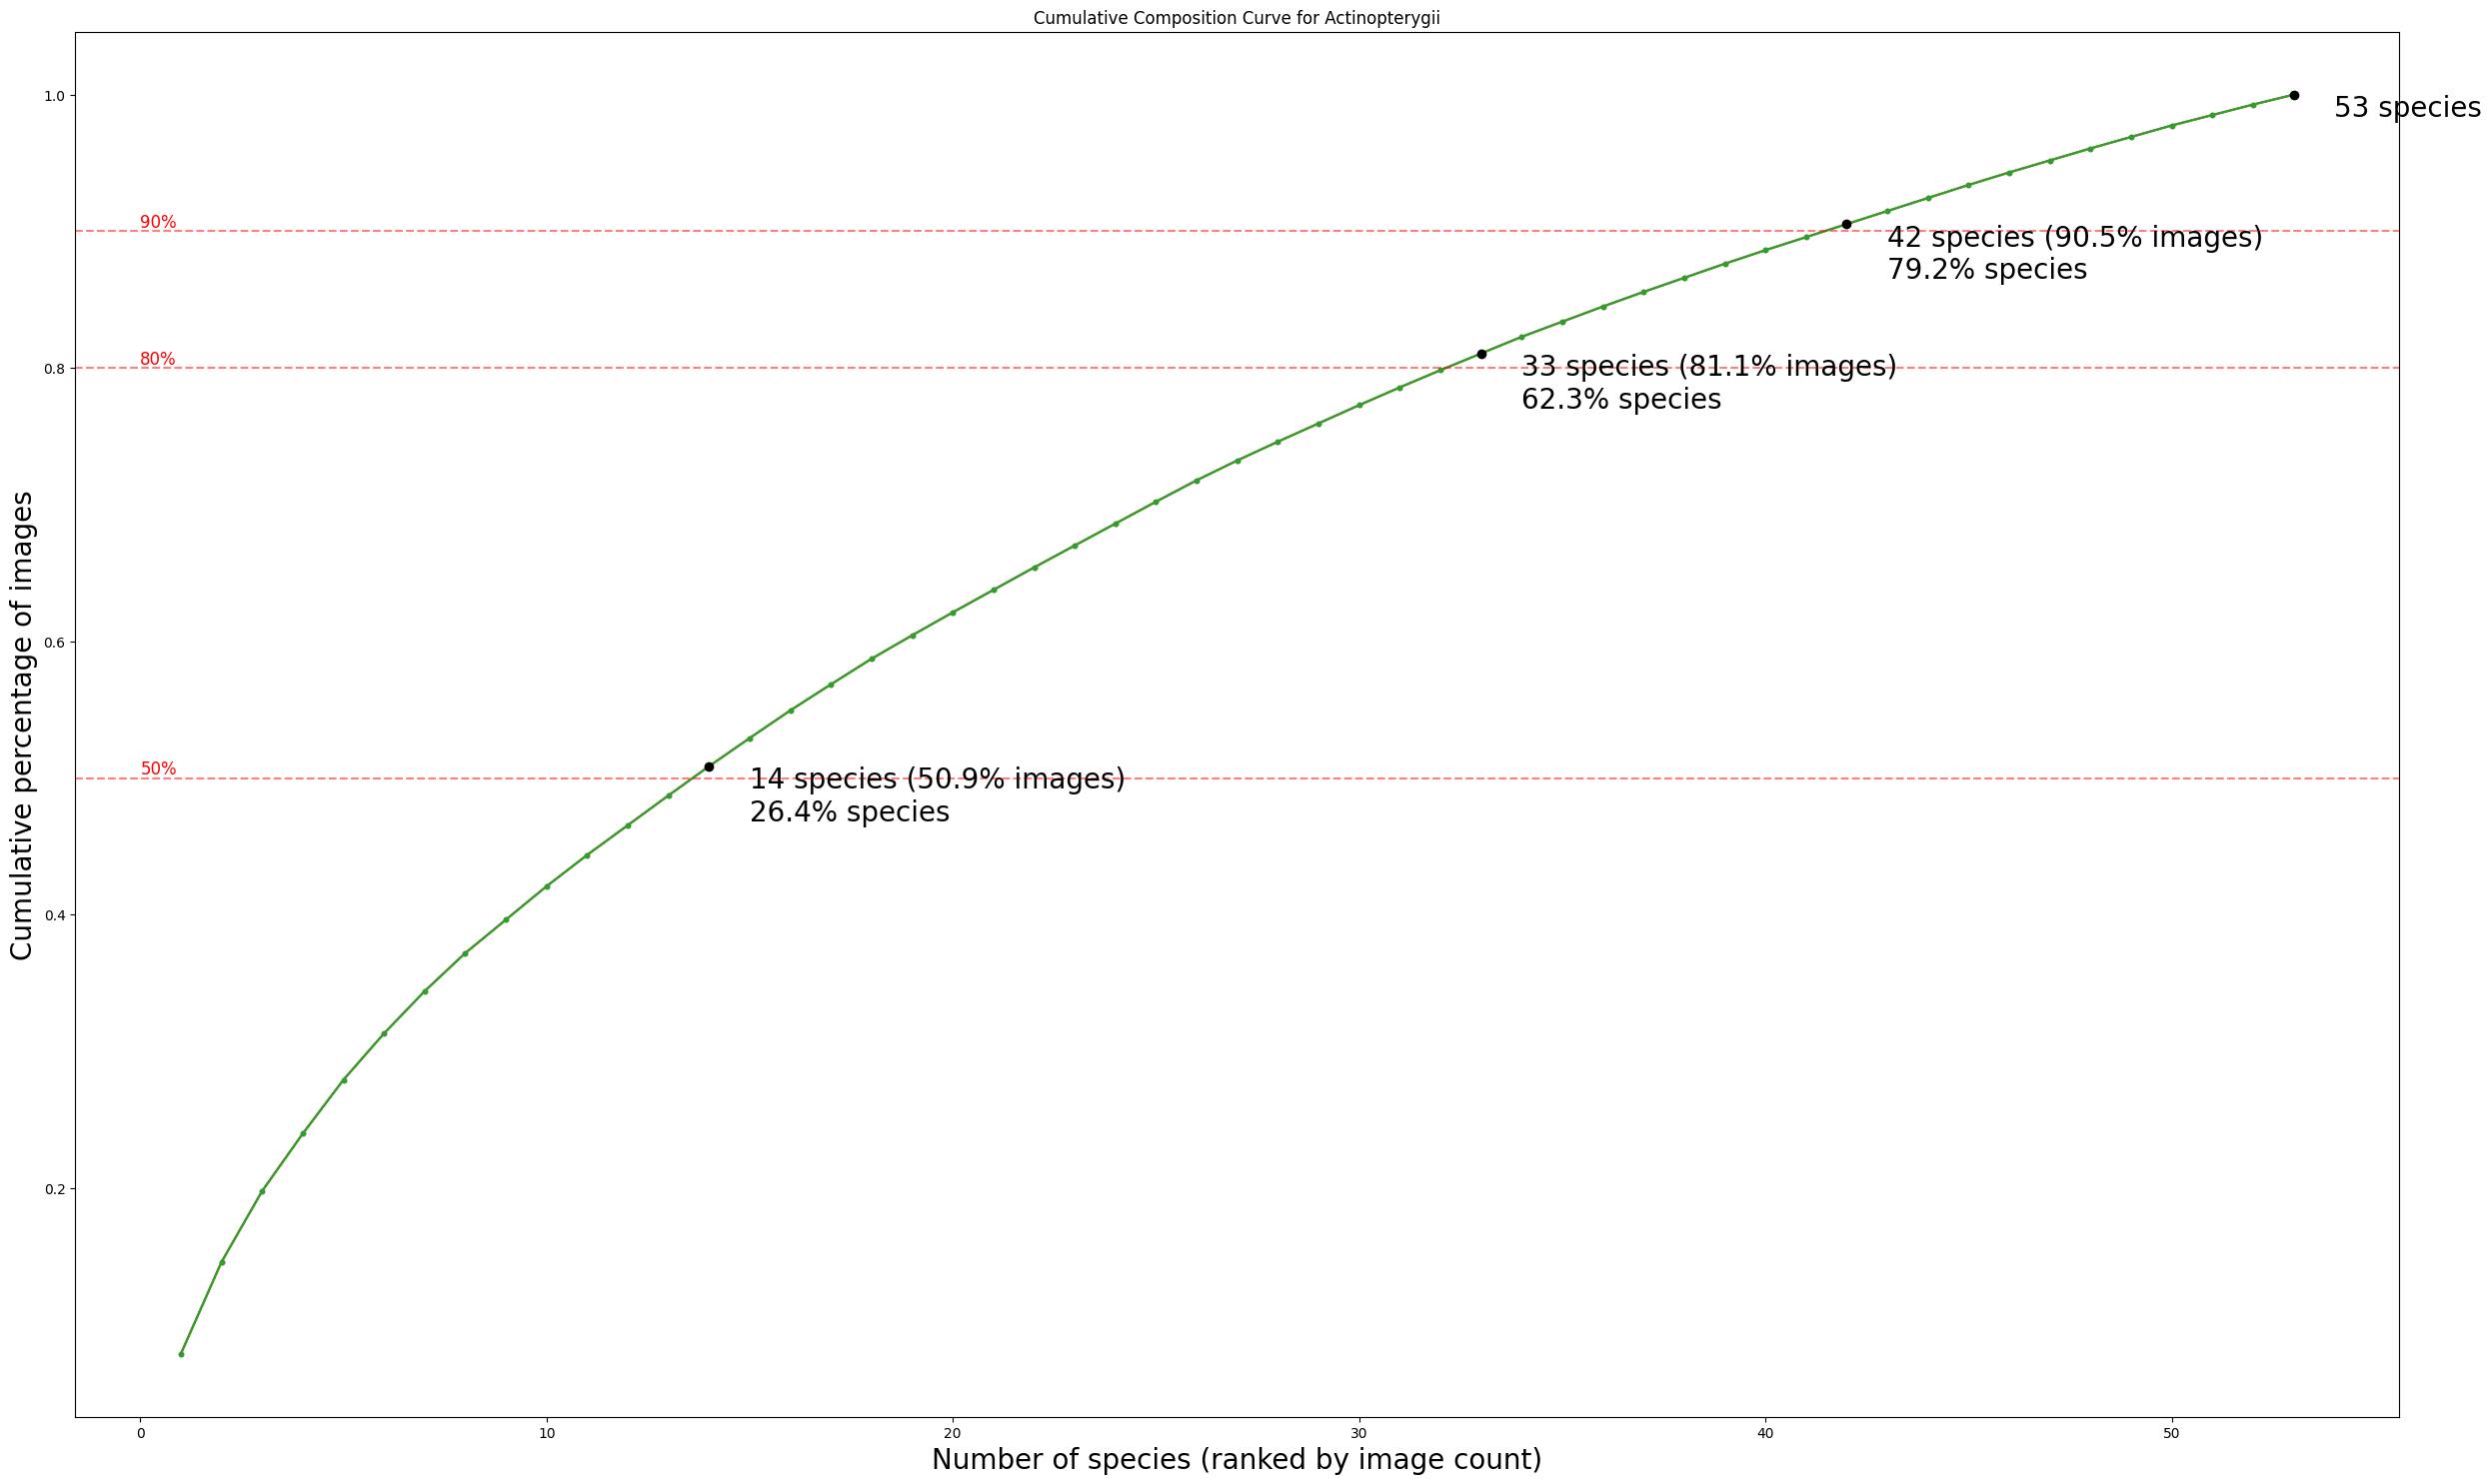 Cumulative Composition Curve for Actinopterygii
1.0
53 species
90%
42 species (90.5% images)
79.2% species
80%
0.8
33 species (81.1% images)
62.3% species
Cumulative percentage of images
0.6
50%
14 species (50.9% images)
26.4% species
0.4
0.2
0 10 20 30 40 50
Number of species (ranked by image count)